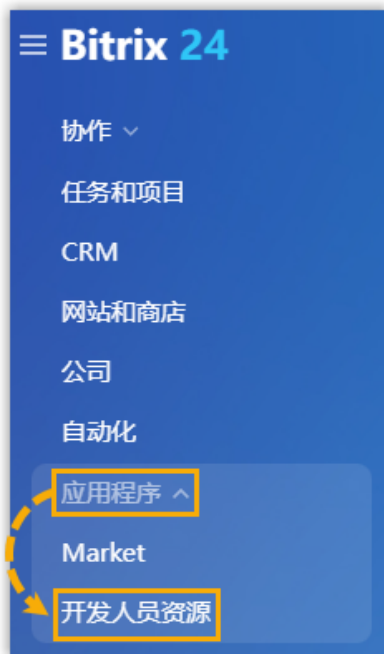 Bitrix 24
协作
任务和项目
CRM
网站和商店
公司
自动化
应用程序
Market
开发人员资源